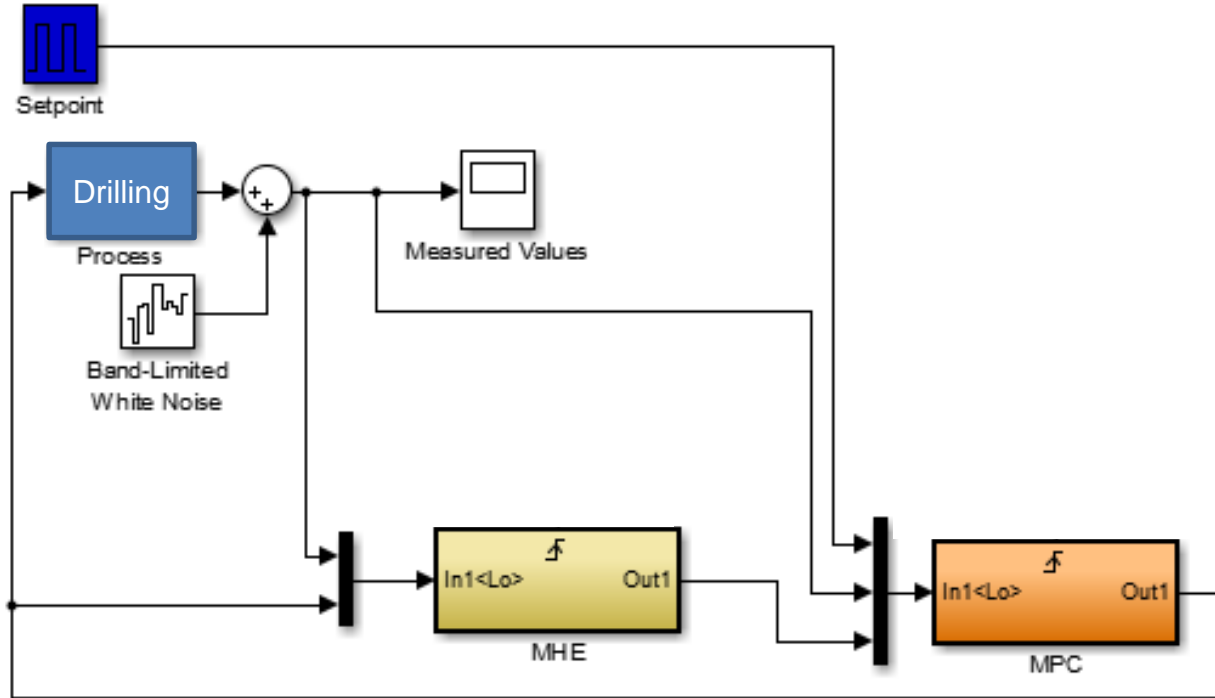 Setpoint
Drilling
+
+
Process
Measured Values
Band-Limited
White Noise
In1<Lo>
Out1
MHE
In1<Lo>
Out1
MPC